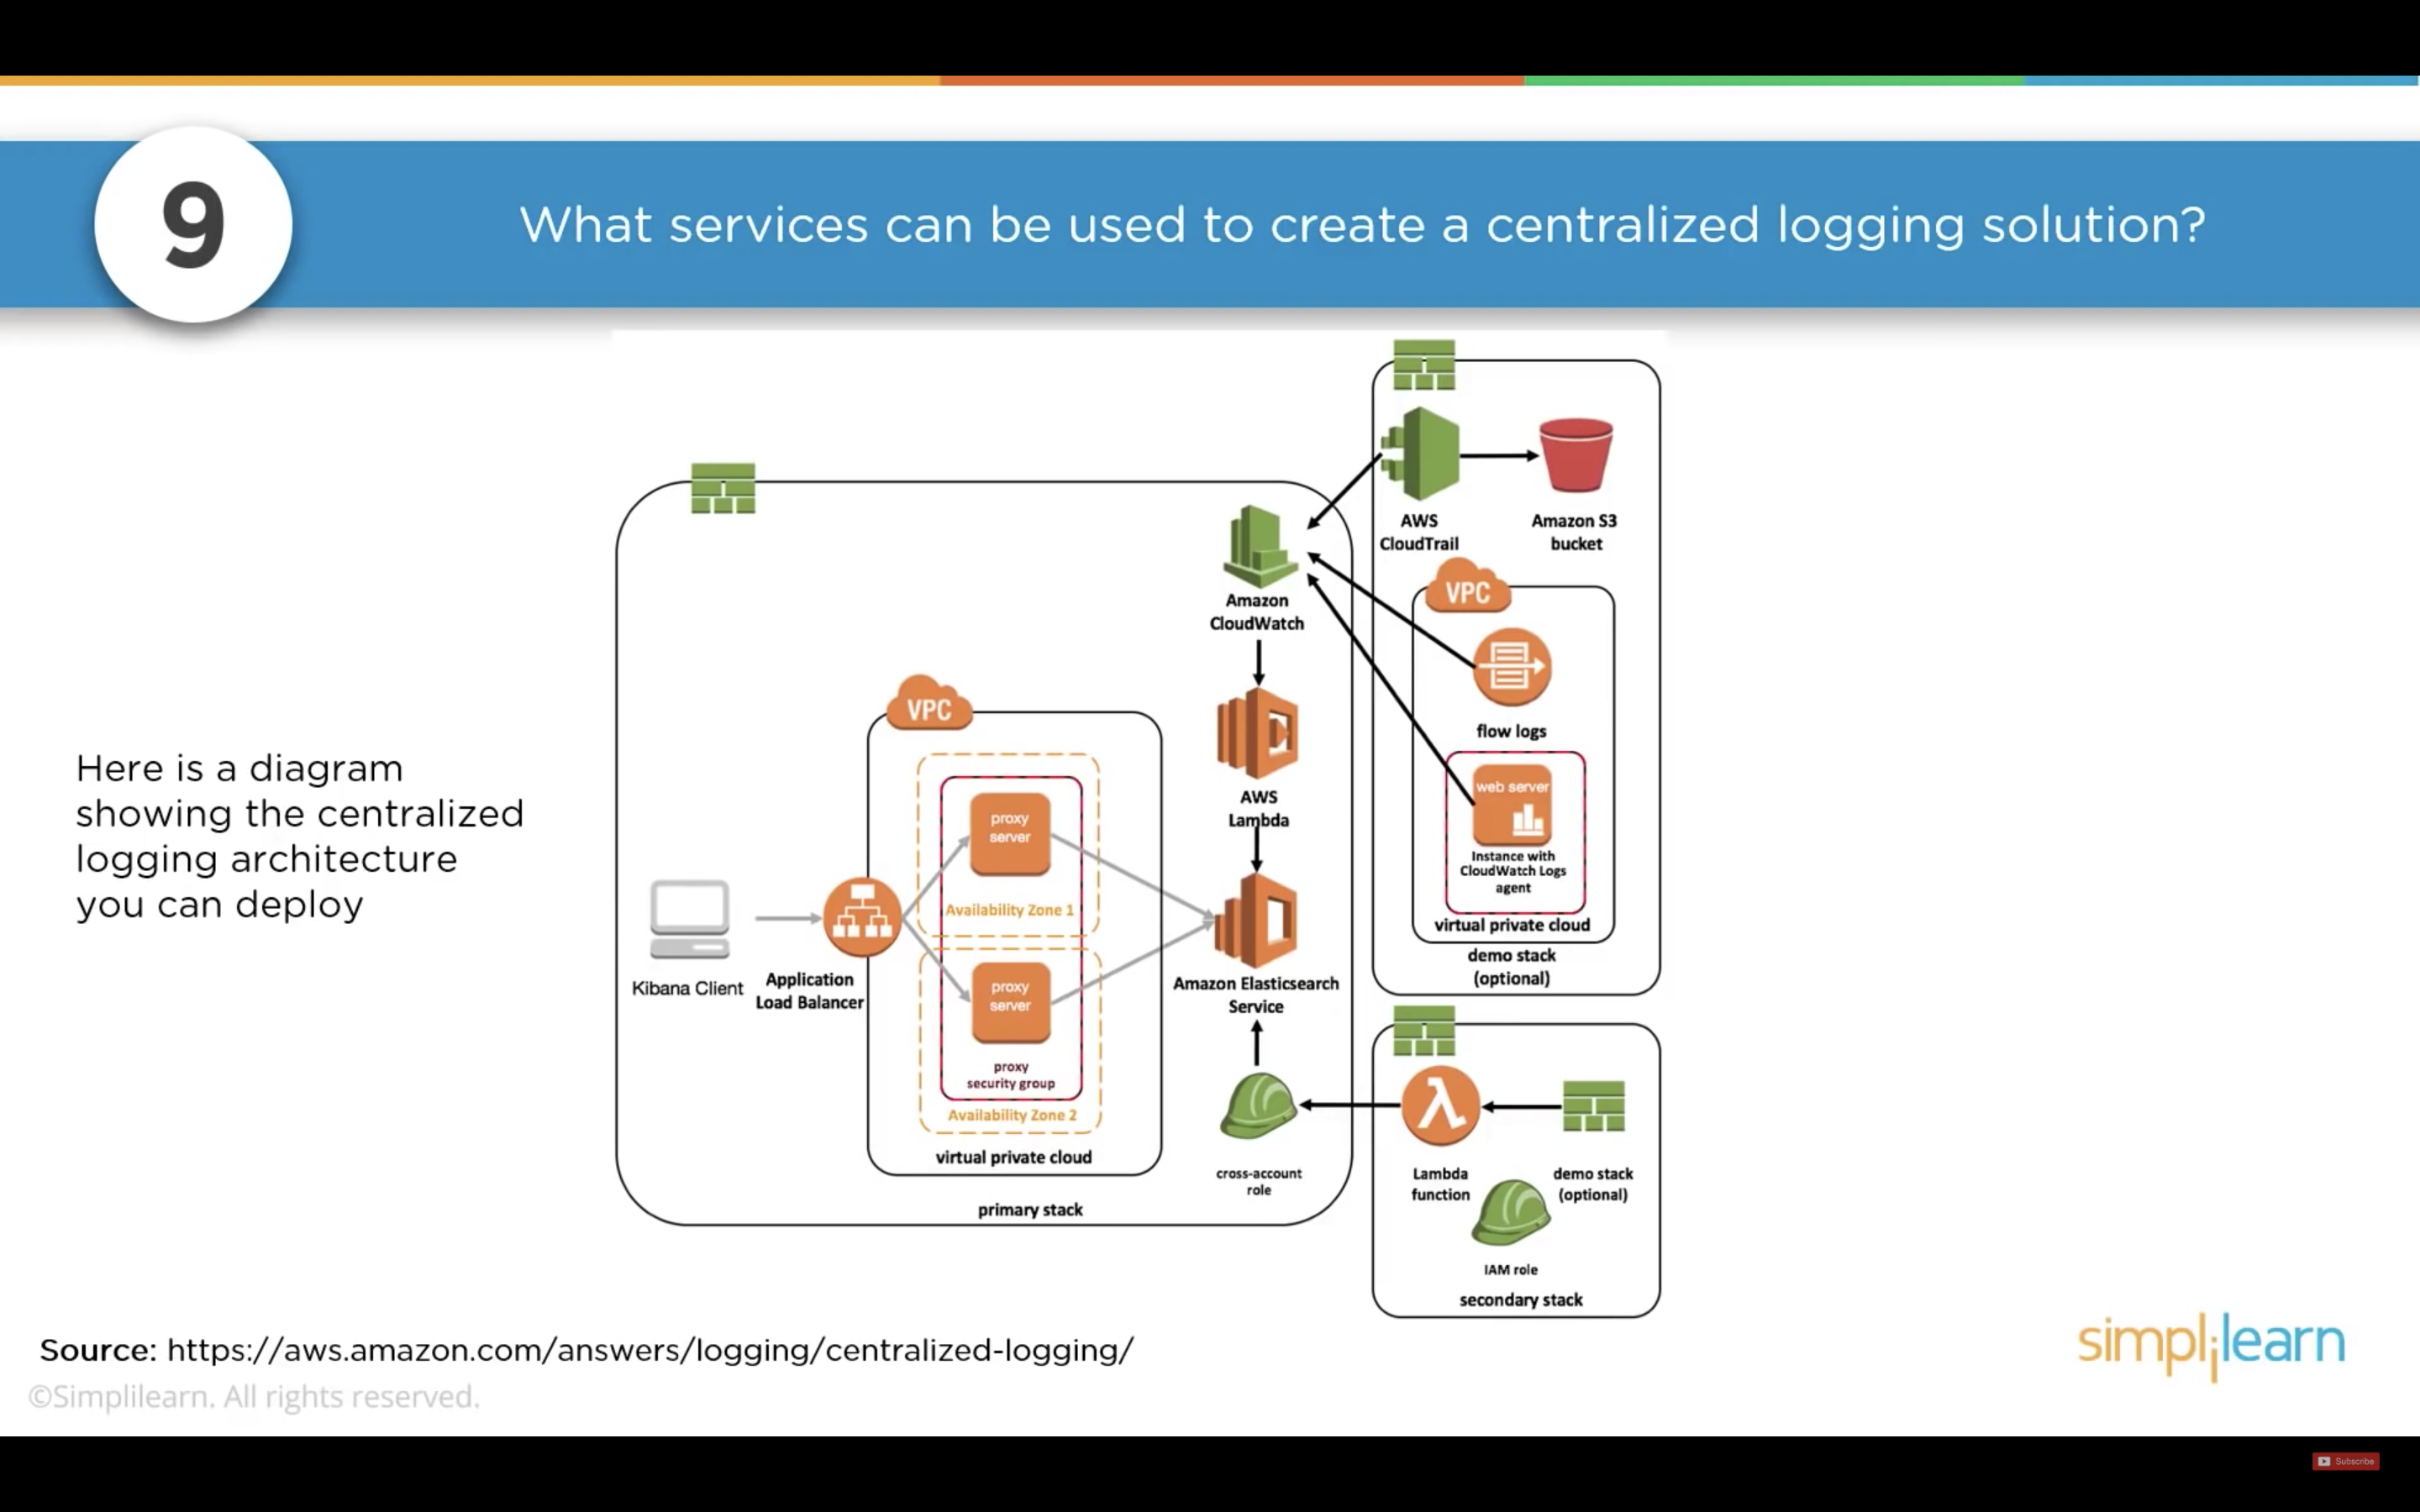 9
What services can be used to create a centralized logging solution?
Here is a diagram
showing the centralized
logging architecture
you can deploy
Kibana Client
Application
Load Balancer
VPC
proxy
server
Availability Zone 1
proxy
server
proxy
security group
Availability Zone 2
virtual private cloud
primary stack
Amazon
CloudWatch
AWS
Lambda
Amazon Elasticsearch
Service
cross-account
role
AWS
CloudTrail
Amazon S3
bucket
VPC
flow logs
web server
Instance with
CloudWatch Logs
agent
virtual private cloud
demo stack
(optional)
Lambda
function
demo stack
(optional)
IAM role
secondary stack
Source: https://aws.amazon.com/answers/logging/centralized-logging/
©Simplilearn. All rights reserved.
simplilearn
Subscribe